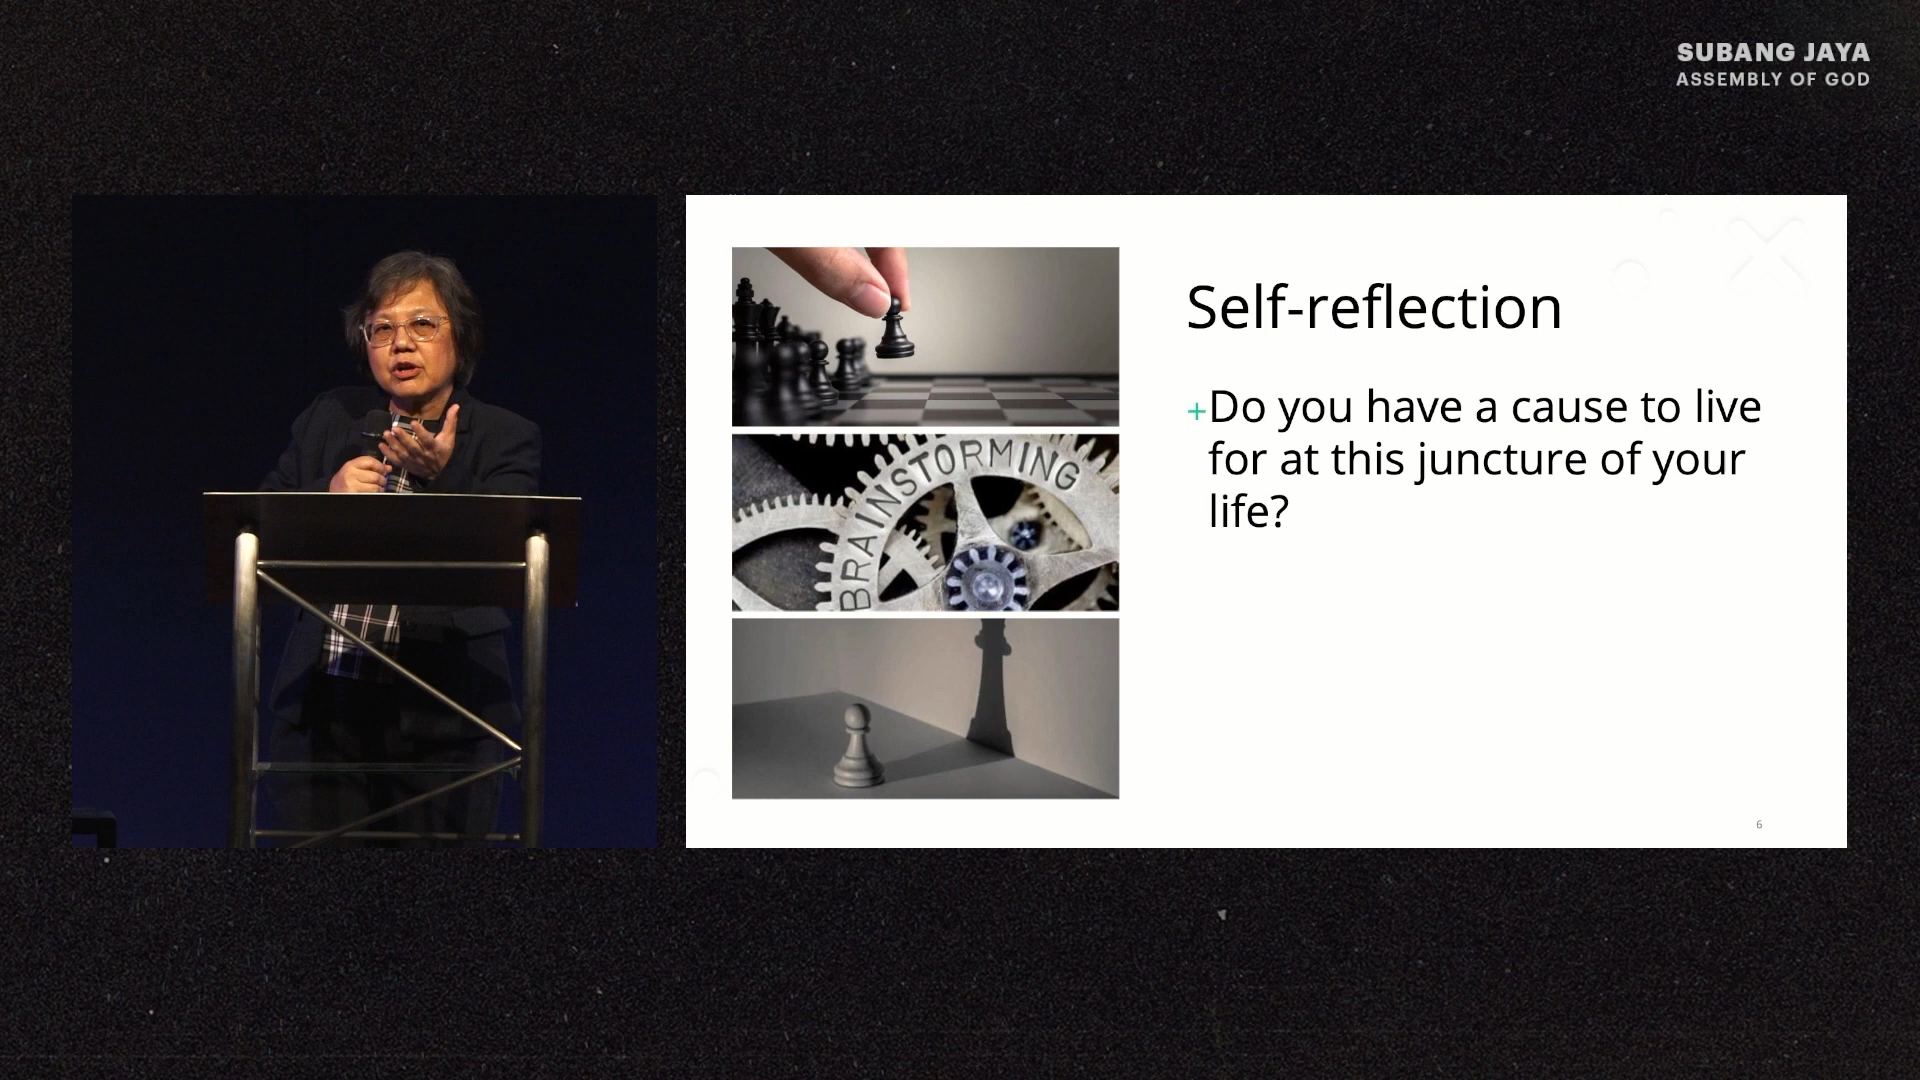 SUBANG JAYA
ASSEMBLY OF GOD
BRAINSTORMING
Self-reflection
+Do you have a cause to live
for at this juncture of your
life?
6